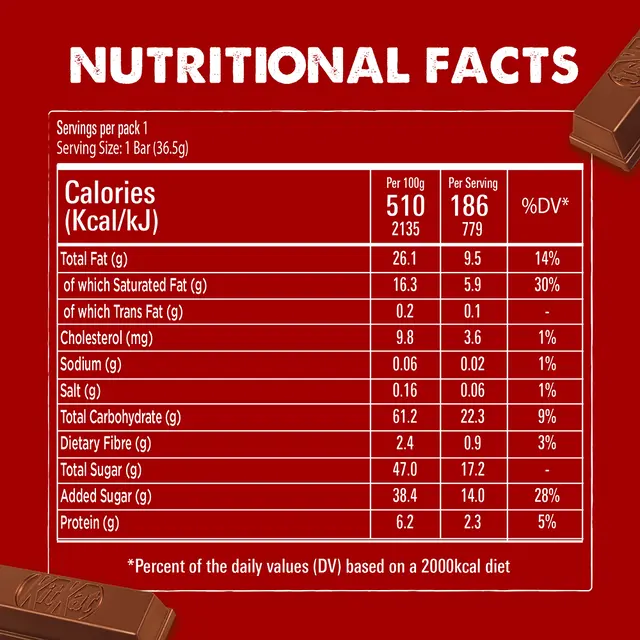 NUTRITIONAL FACTS
Servings per pack 1
Serving Size: 1 Bar (36.5g)
Calories (Kcal/kJ) Per 100g 510 2135 Per Serving 186 779 %DV*
Total Fat (g) 26.1 9.5 14%
of which Saturated Fat (g) 16.3 5.9 30%
of which Trans Fat (g) 0.2 0.1 -
Cholesterol (mg) 9.8 3.6 1%
Sodium (g) 0.06 0.02 1%
Salt (g) 0.16 0.06 1%
Total Carbohydrate (g) 61.2 22.3 9%
Dietary Fibre (g) 2.4 0.9 3%
Total Sugar (g) 47.0 17.2 -
Added Sugar (g) 38.4 14.0 28%
Protein (g) 6.2 2.3 5%
*Percent of the daily values (DV) based on a 2000kcal diet
KitKat